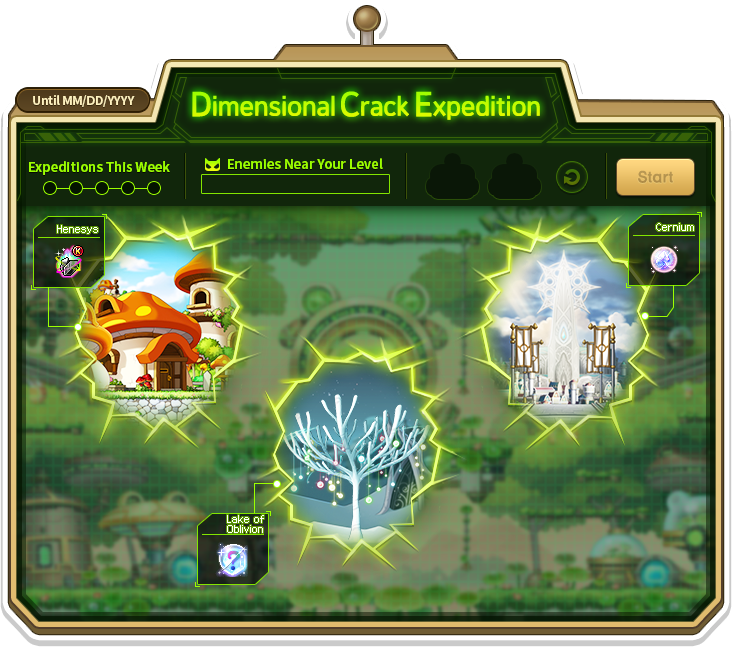 Until MM/DD/YYYY
Dimensional Crack Expedition
Expeditions This Week
Enemies Near Your Level
Start
Henesys
K
Cernium
Lake of
Oblivion